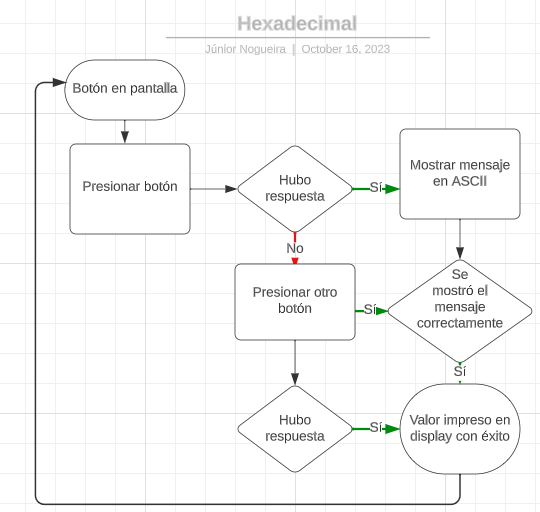 Hexadecimal
Júnior Nogueira | October 16, 2023
Botón en pantalla
Presionar botón
Hubo
respuesta
Sí
Mostrar mensaje
en ASCII
No
Presionar otro
botón
Sí
Se
mostró el
mensaje
correctamente
Sí
Hubo
respuesta
Sí
Valor impreso en
display con éxito